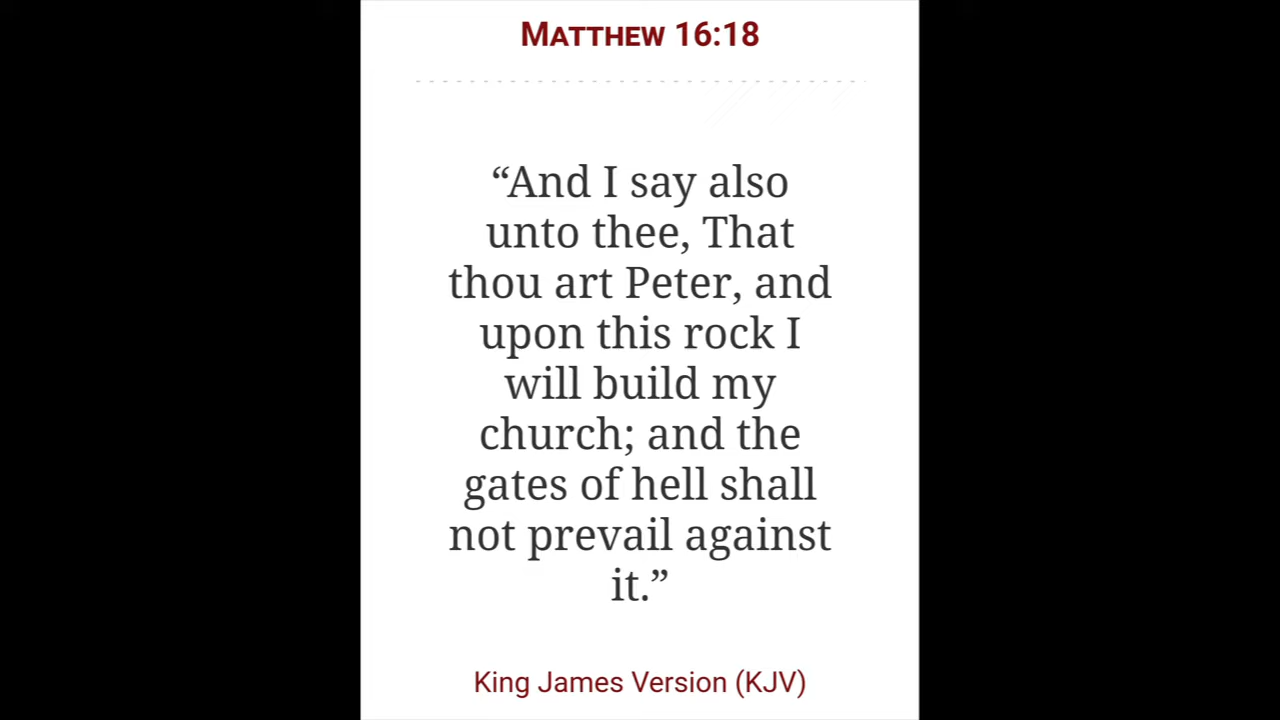 Matthew 16:18
“And I say also
unto thee, That
thou art Peter, and
upon this rock I
will build my
church; and the
gates of hell shall
not prevail against
it.”
King James Version (KJV)